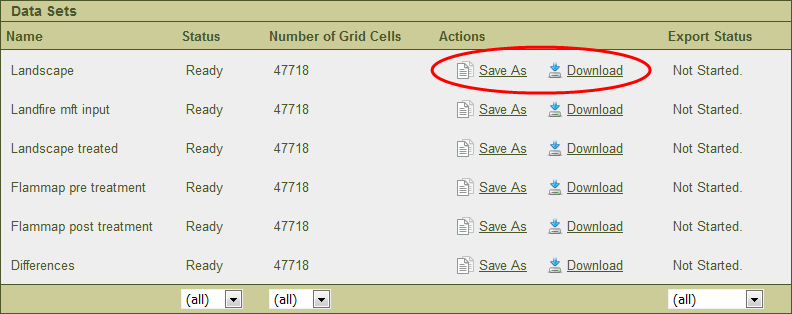 Data Sets
Name Status Number of Grid Cells Actions Export Status
Landscape Ready 47718 Save As Download Not Started.
Landfire mft input Ready 47718 Save As Download Not Started.
Landscape treated Ready 47718 Save As Download Not Started.
Flammap pre treatment Ready 47718 Save As Download Not Started.
Flammap post treatment Ready 47718 Save As Download Not Started.
Differences Ready 47718 Save As Download Not Started.
(all) (all) (all)